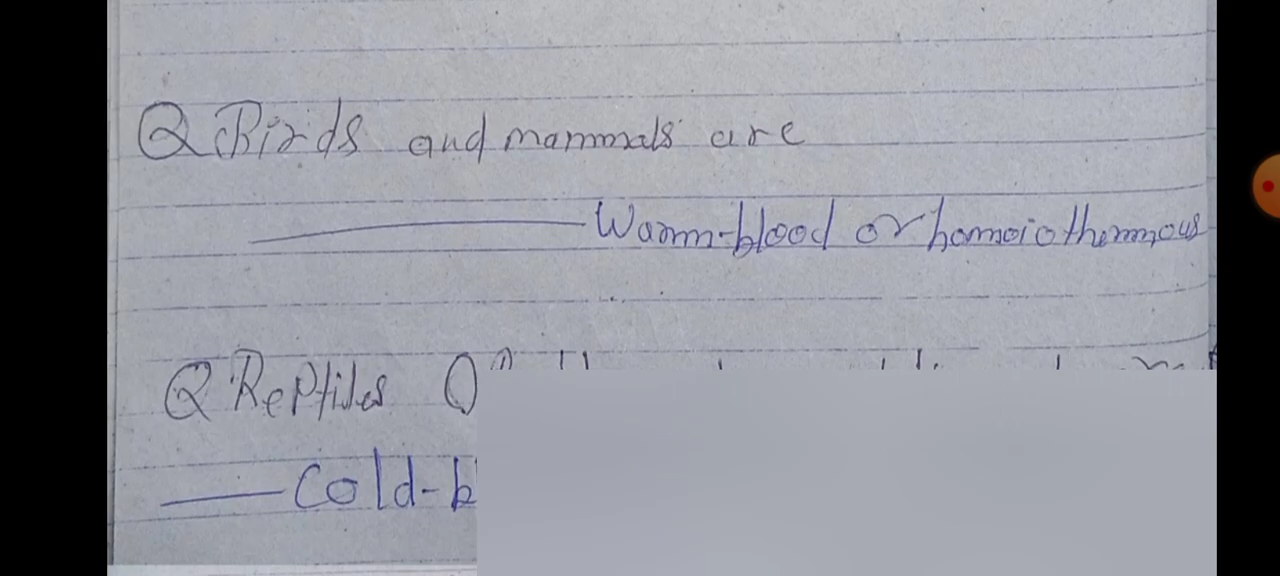 Q Birds and mammals are
Warm-blood or homoiothermous
Q Reptiles
Cold-b